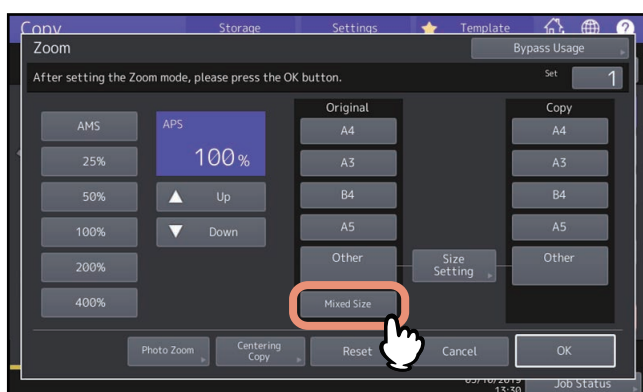 Copy Storage Settings Template
Zoom Bypass Usage
After setting the Zoom mode, please press the OK button. Set 1
Original Copy
AMS APS A4 A4
25% 100% A3 A3
50% Up B4 B4
100% Down A5 A5
200% Other Size Setting Other
400% Mixed Size
Photo Zoom Centering Copy Reset Cancel OK
13:30 Job Status